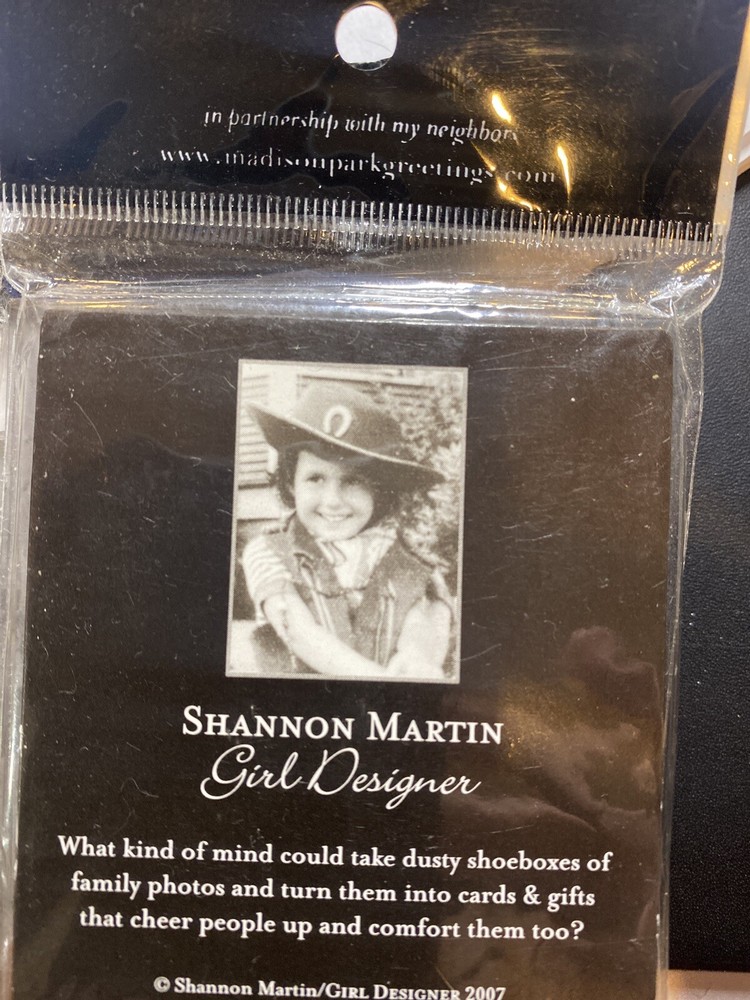 in partnership with my neighbors
www.madisonparkgreetings.com
SHANNON MARTIN
Girl Designer
What kind of mind could take dusty shoeboxes of
family photos and turn them into cards & gifts
that cheer people up and comfort them too?
© Shannon Martin/GIRL DESIGNER 2007